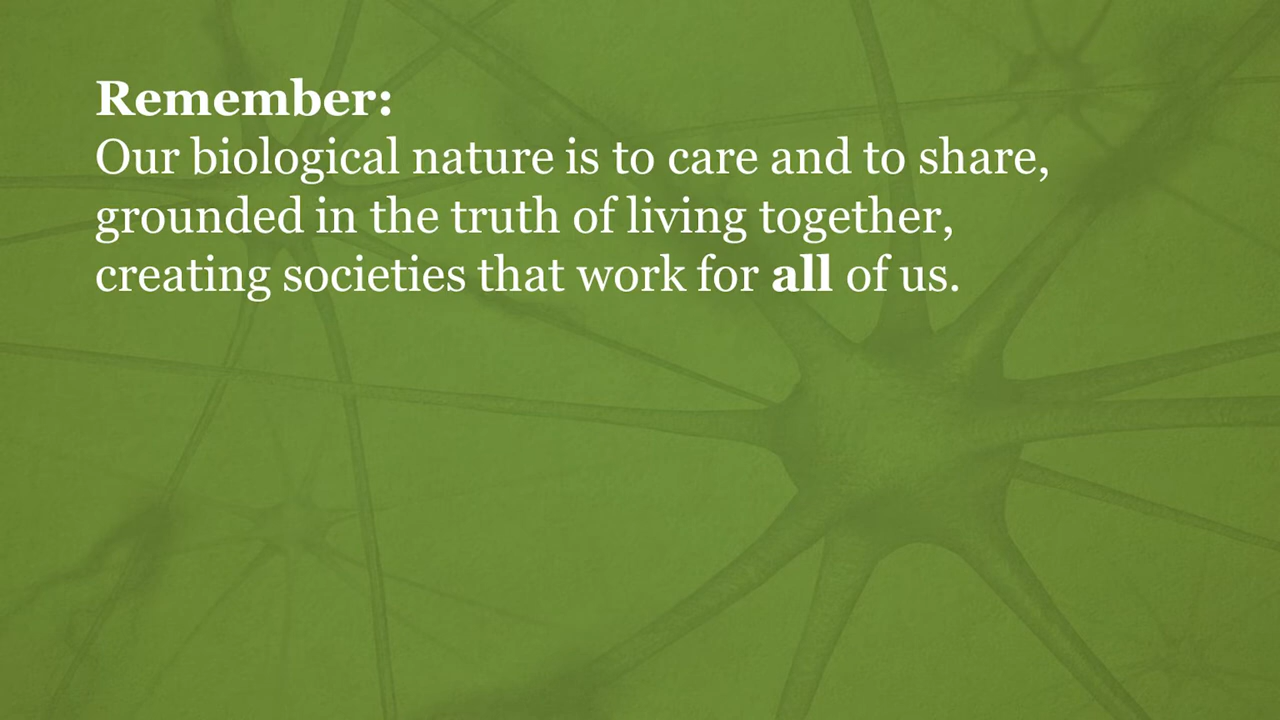 Remember:
Our biological nature is to care and to share,
grounded in the truth of living together,
creating societies that work for all of us.